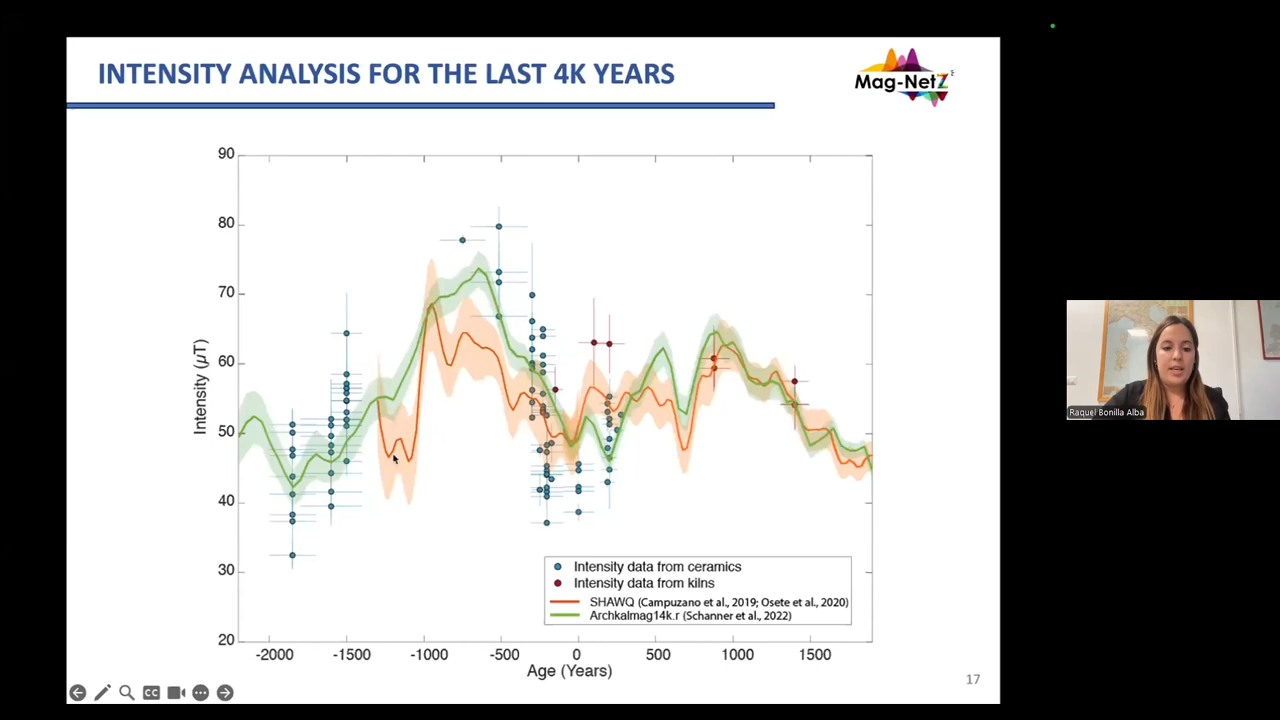 INTENSITY ANALYSIS FOR THE LAST 4K YEARS
Mag-NetZ
90
80
70
60
50
40
30
20
Intensity (μT)
-2000
-1500
-1000
-500
0
500
1000
1500
Age (Years)
Intensity data from ceramics
Intensity data from kilns
SHAWQ (Campuzano et al., 2019; Osete et al., 2020)
Archkalmag14k.r (Schanner et al., 2022)
17
CC
Raquel Bonilla Alba